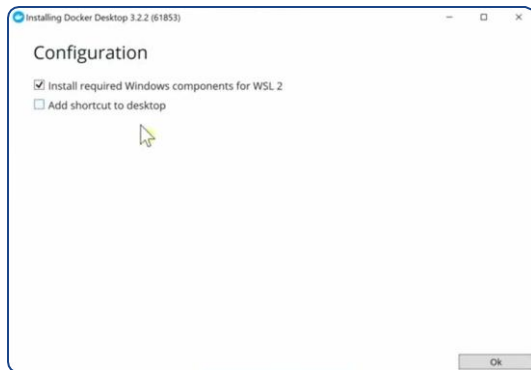 Installing Docker Desktop 3.2.2 (61853)
Configuration
Install required Windows components for WSL 2
Add shortcut to desktop
Ok